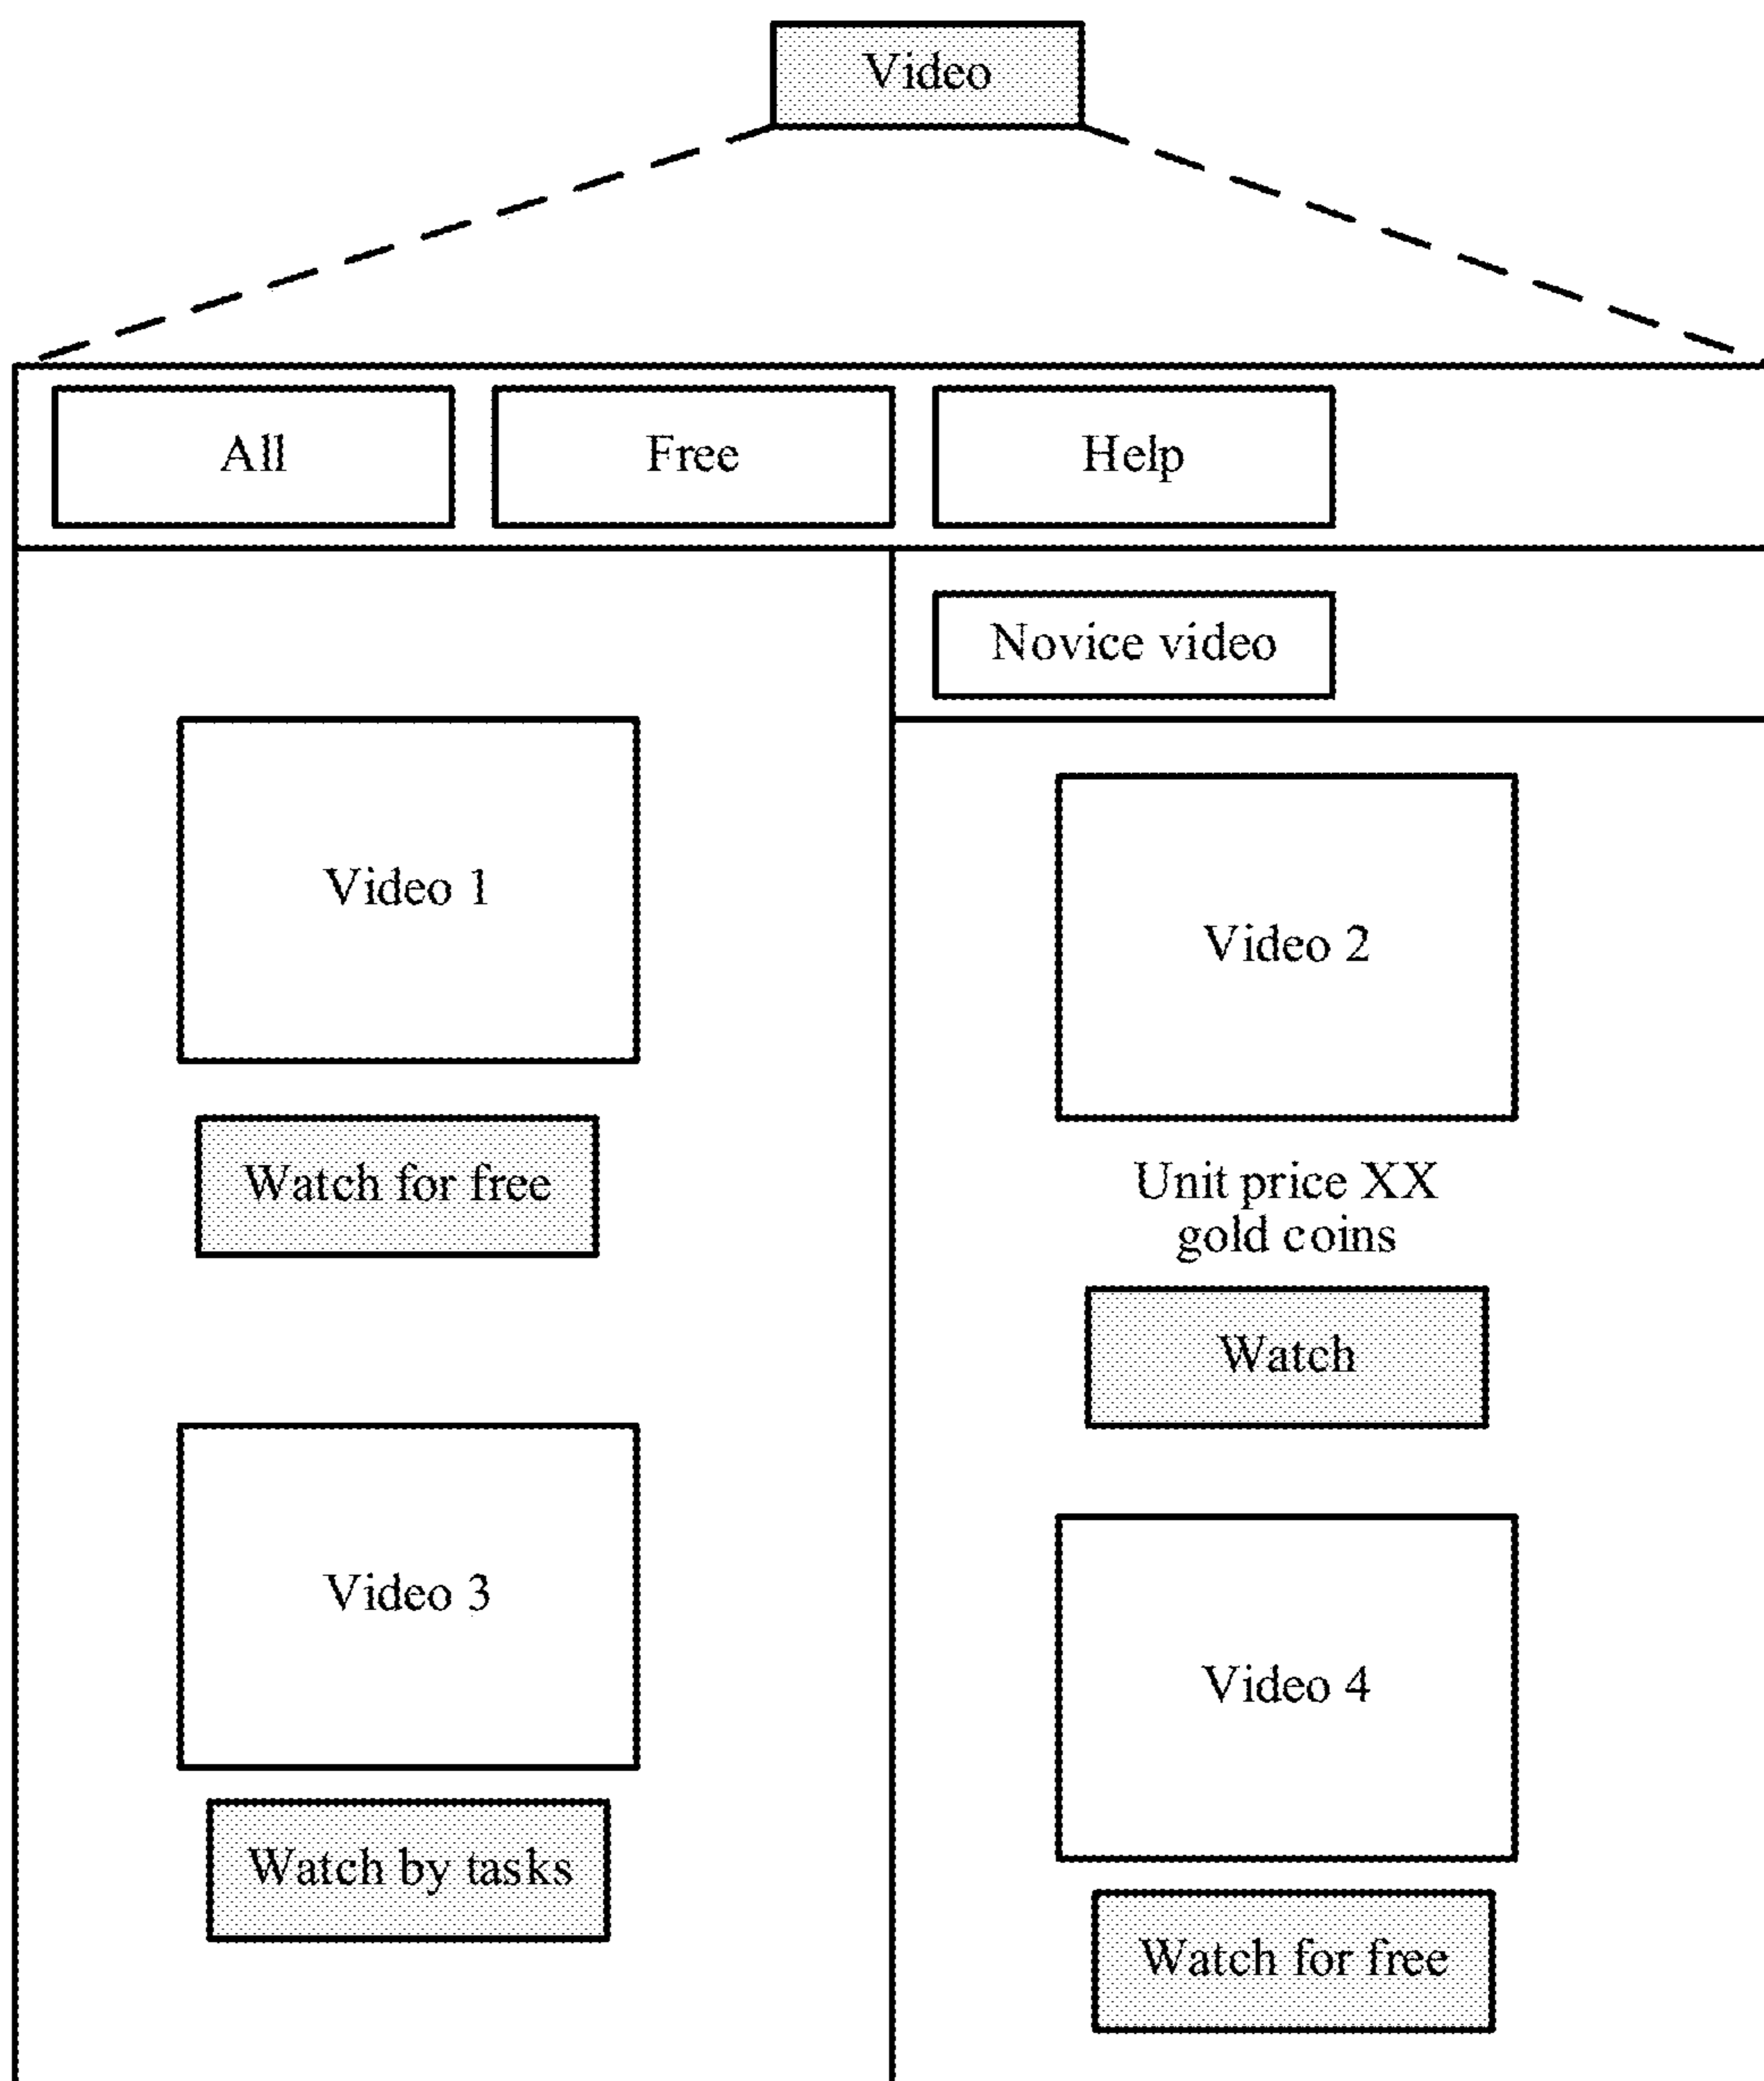 Video
All
Free
Help
Novice video
Video 1
Watch for free
Video 2
Unit price XX
gold coins
Watch
Video 3
Watch by tasks
Video 4
Watch for free